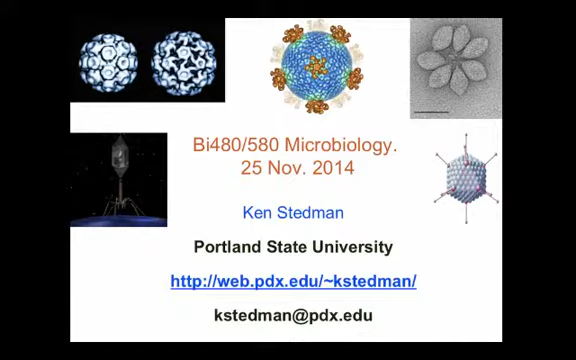 Bi480/580 Microbiology.
25 Nov. 2014
Ken Stedman
Portland State University
http://web.pdx.edu/~kstedman/
kstedman@pdx.edu